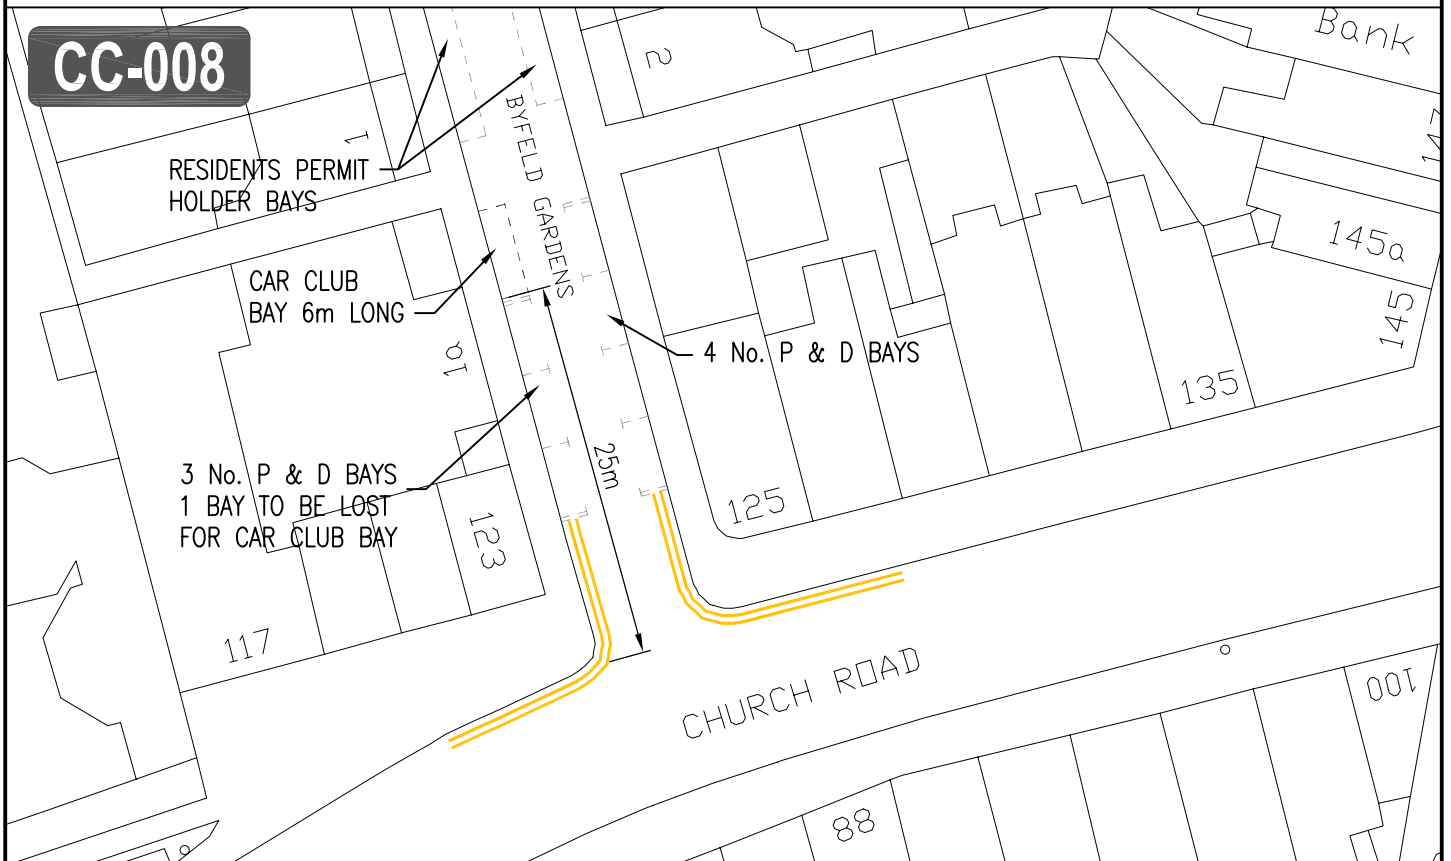 CC-008
Bank
2
1
147
RESIDENTS PERMIT
HOLDER BAYS
BYFELD GARDENS
145a
CAR CLUB
BAY 6m LONG
145
4 No. P & D BAYS
1a
135
25m
3 No. P & D BAYS
1 BAY TO BE LOST
FOR CAR CLUB BAY
125
123
117
CHURCH ROAD
100
88